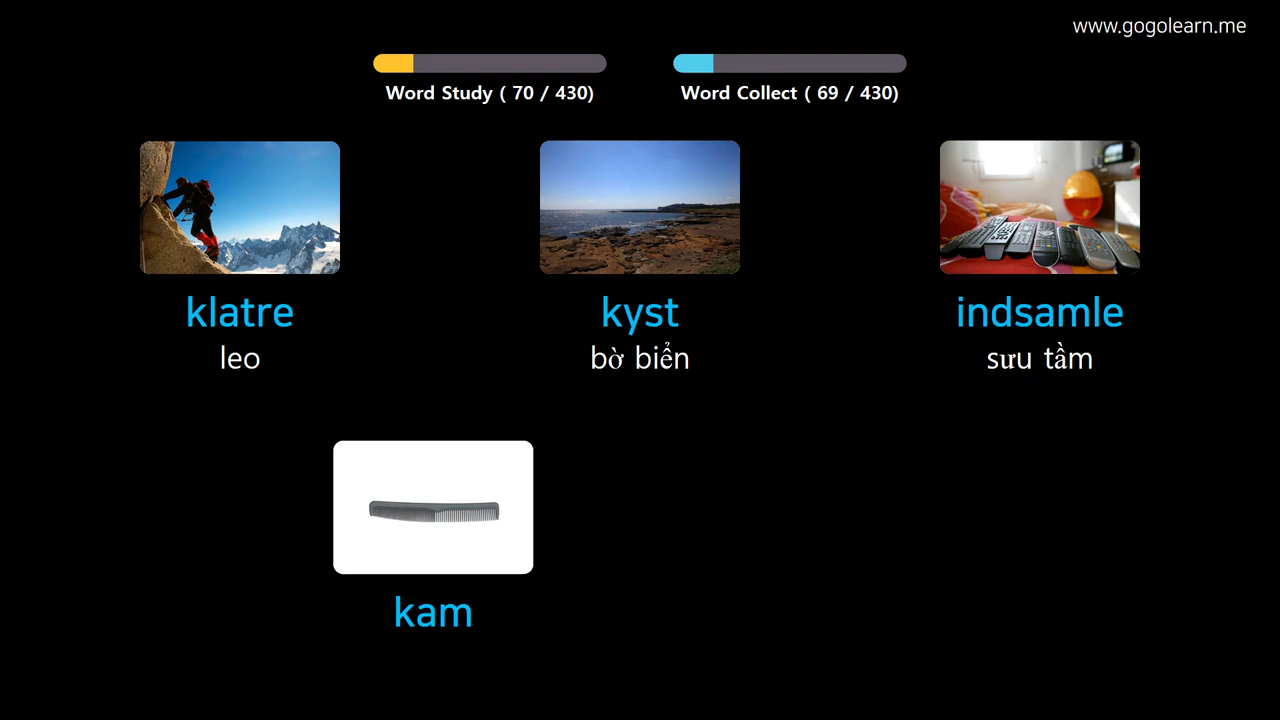 www.gogolearn.me
Word Study ( 70 / 430)
Word Collect ( 69 / 430)
klatre
leo
kyst
bờ biển
indsamle
sưu tầm
kam